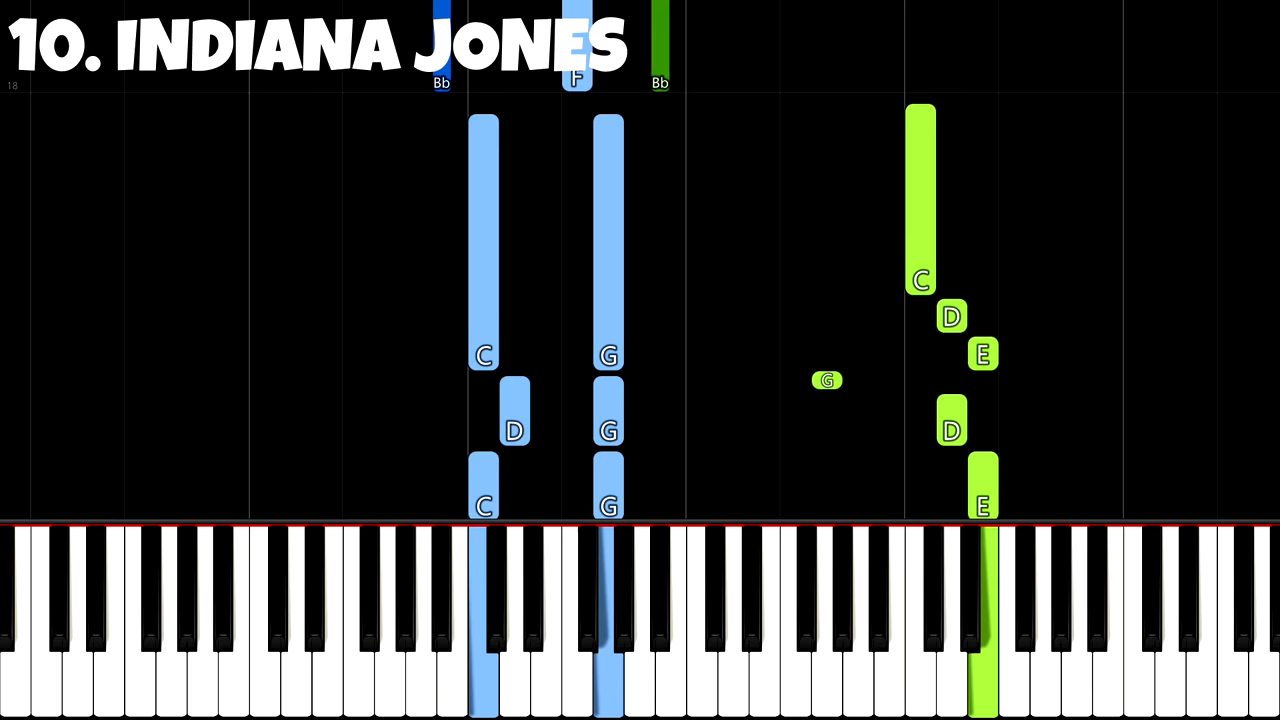 10. INDIANA JONES
Bb F Bb
18
C
D
C G E
G
D G D
C G E